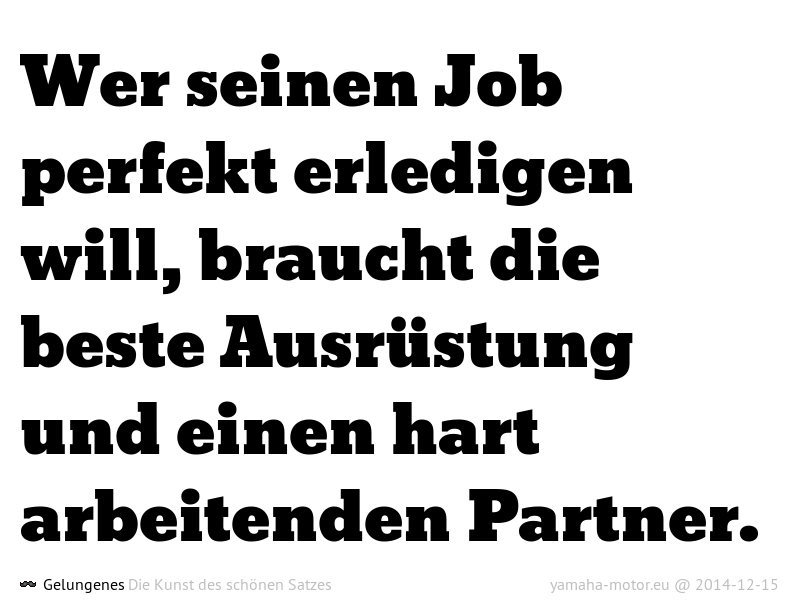 Wer seinen Job
perfekt erledigen
will, braucht die
beste Ausrüstung
und einen hart
arbeitenden Partner.
Gelungenes Die Kunst des schönen Satzes
yamaha-motor.eu @ 2014-12-15